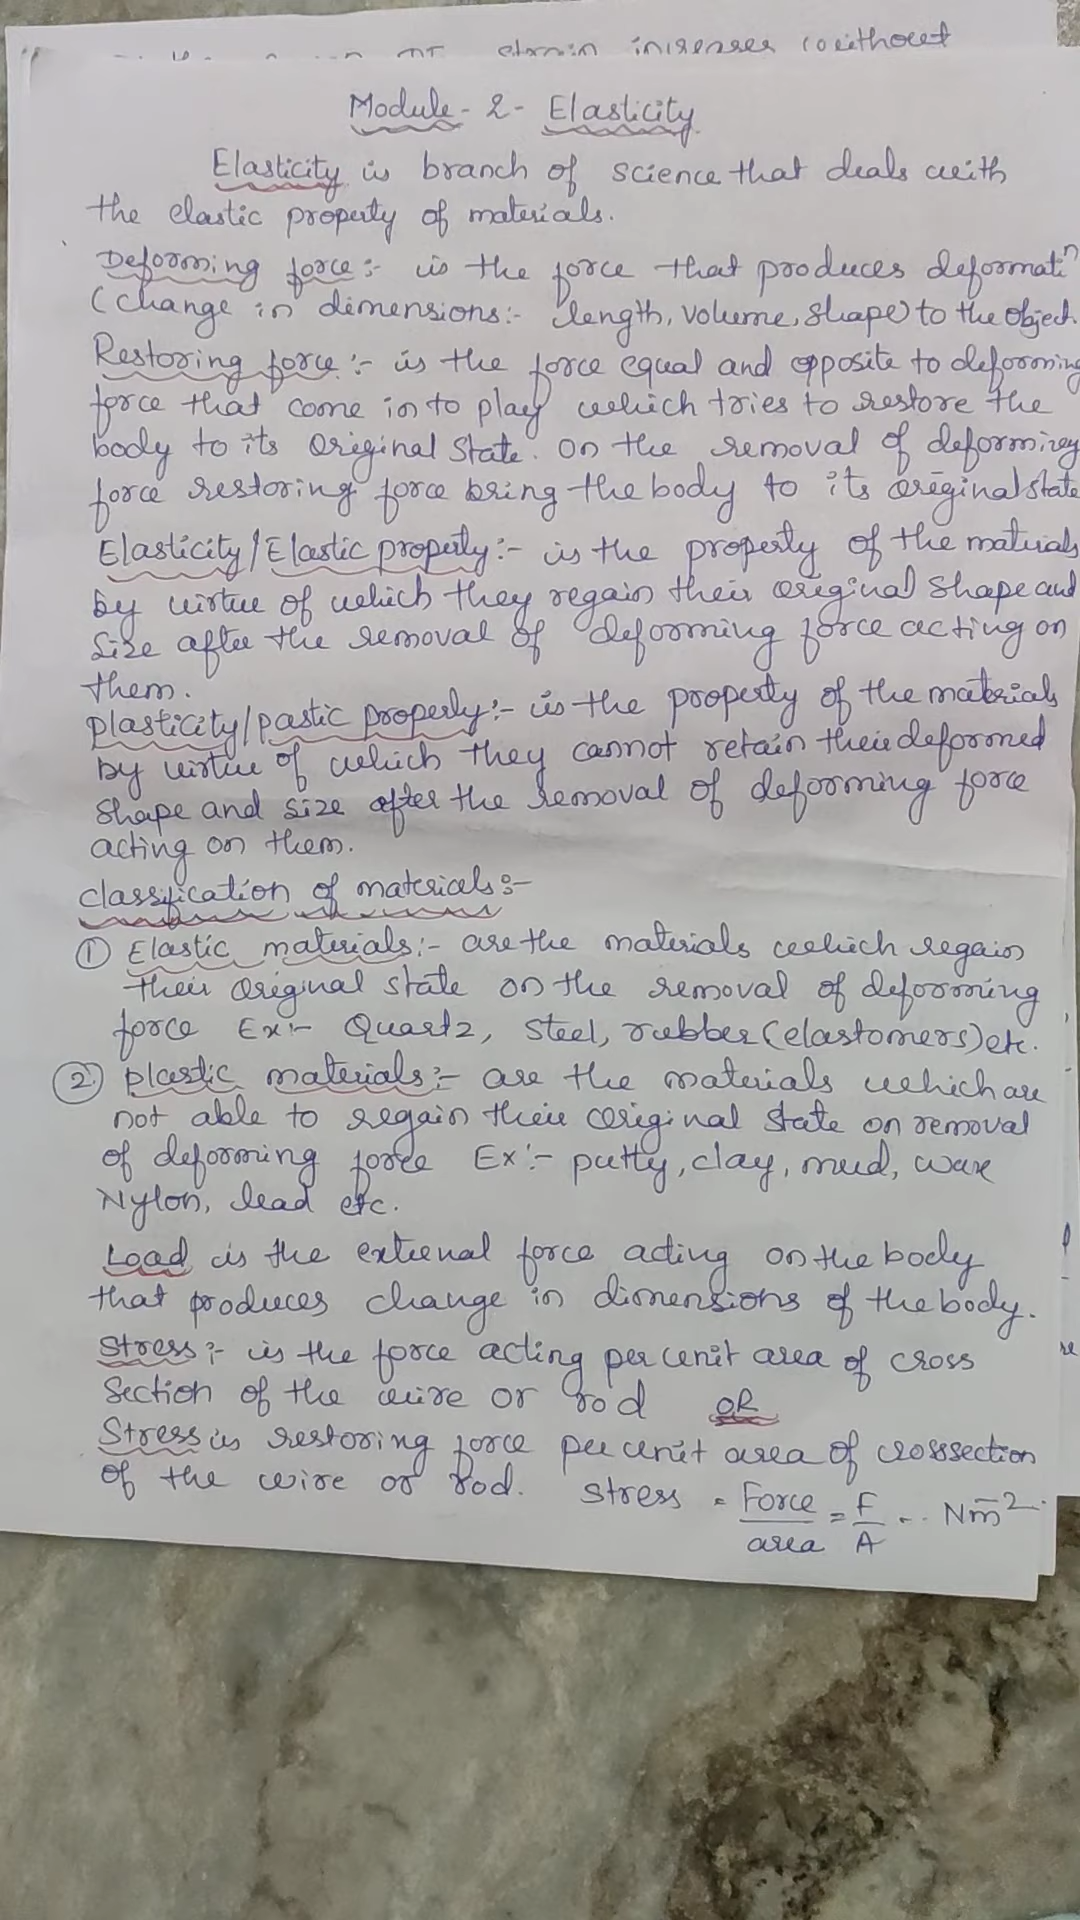 strain increases without
Module - 2 - Elasticity
Elasticity is branch of science that deals with
the elastic property of materials.
Deforming force :- is the force that produces deformatiⁿ
(change in dimensions:- length, volume, shape) to the object.
Restoring force :- is the force equal and opposite to deforming
force that come in to play which tries to restore the
body to its Original State. on the removal of deforming
force restoring force bring the body to its original state
Elasticity/Elastic property :- is the property of the materials
by virtue of which they regain their original shape and
size after the removal of deforming force acting on
them.
Plasticity/pastic property :- is the property of the materials
by virtue of which they cannot retain their deformed
shape and size after the removal of deforming force
acting on them.
classification of materials :-
① Elastic materials :- are the materials which regain
their original state on the removal of deforming
force Ex :- Quartz, Steel, rubber (elastomers) etc.
② plastic materials :- are the materials which are
not able to regain their original state on removal
of deforming force Ex :- putty, clay, mud, wax
Nylon, lead etc.
Load is the external force acting on the body
that produces change in dimensions of the body.
Stress :- is the force acting per unit area of cross
section of the wire or rod OR
Stress is restoring force per unit area of crosssection
of the wire or rod. Stress = Force/area = F/A -- Nm⁻².